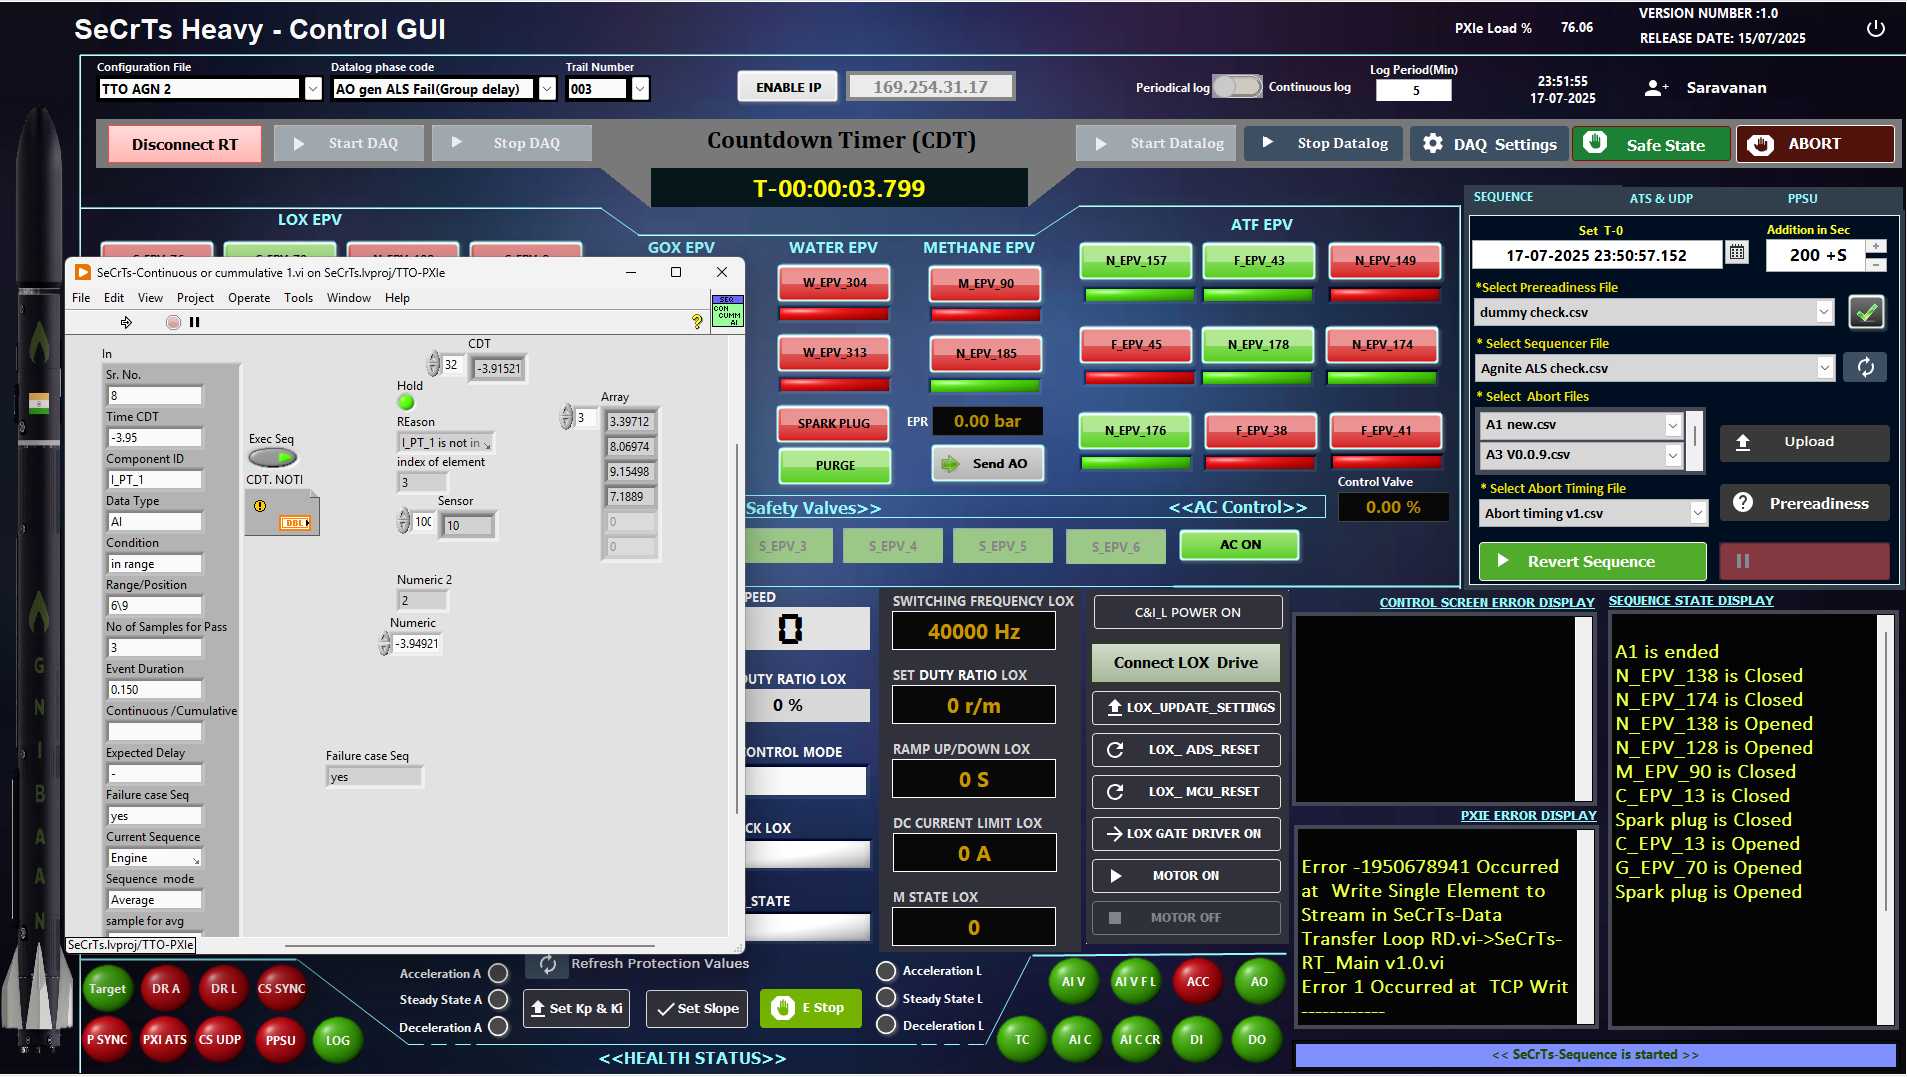 SeCrTs Heavy - Control GUI
PXIe Load %
76.06
VERSION NUMBER :1.0
RELEASE DATE: 15/07/2025
Configuration File
Datalog phase code
Trail Number
TTO AGN 2
AO gen ALS Fail(Group delay)
003
ENABLE IP
169.254.31.17
Periodical log
Continuous log
Log Period(Min)
5
23:51:55
17-07-2025
Saravanan
Disconnect RT
Start DAQ
Stop DAQ
Countdown Timer (CDT)
T-00:00:03.799
Start Datalog
Stop Datalog
DAQ Settings
Safe State
ABORT
LOX EPV
GOX EPV
WATER EPV
W_EPV_304
W_EPV_313
SPARK PLUG
PURGE
METHANE EPV
M_EPV_90
N_EPV_185
EPR
0.00 bar
Send AO
ATF EPV
N_EPV_157
F_EPV_43
N_EPV_149
F_EPV_45
N_EPV_178
N_EPV_174
N_EPV_176
F_EPV_38
F_EPV_41
Control Valve
0.00 %
Safety Valves>>
<<AC Control>>
S_EPV_3
S_EPV_4
S_EPV_5
S_EPV_6
AC ON
SEQUENCE
ATS & UDP
PPSU
Set T-0
Addition in Sec
17-07-2025 23:50:57.152
200 +S
*Select Prereadiness File
dummy check.csv
* Select Sequencer File
Agnite ALS check.csv
* Select Abort Files
A1 new.csv
A3 V0.0.9.csv
Upload
* Select Abort Timing File
Abort timing v1.csv
Prereadiness
Revert Sequence
SeCrTs-Continuous or cummulative 1.vi on SeCrTs.lvproj/TTO-PXIe
File Edit View Project Operate Tools Window Help
SEQ
CON
CUMM
AI
In
Sr. No.
8
Time CDT
-3.95
Component ID
I_PT_1
Data Type
AI
Condition
in range
Range/Position
6\9
No of Samples for Pass
3
Event Duration
0.150
Continuous /Cumulative
Expected Delay
-
Failure case Seq
yes
Current Sequence
Engine
Sequence mode
Average
sample for avg
SeCrTs.lvproj/TTO-PXIe
Exec Seq
CDT. NOTI
DBL
CDT
32
-3.91521
Hold
REason
I_PT_1 is not in
index of element
3
Sensor
100
10
Numeric 2
2
Numeric
-3.94921
Failure case Seq
yes
Array
3
3.39712
8.06974
9.15498
7.1889
0
0
PEED
0
UTY RATIO LOX
0 %
ONTROL MODE
CK LOX
_STATE
SWITCHING FREQUENCY LOX
40000 Hz
SET DUTY RATIO LOX
0 r/m
RAMP UP/DOWN LOX
0 S
DC CURRENT LIMIT LOX
0 A
M STATE LOX
0
C&I_L POWER ON
Connect LOX Drive
LOX_UPDATE_SETTINGS
LOX_ ADS_RESET
LOX_ MCU_RESET
LOX GATE DRIVER ON
MOTOR ON
MOTOR OFF
CONTROL SCREEN ERROR DISPLAY
PXIE ERROR DISPLAY
Error -1950678941 Occurred
at Write Single Element to
Stream in SeCrTs-Data
Transfer Loop RD.vi->SeCrTs-
RT_Main v1.0.vi
Error 1 Occurred at TCP Writ
------------
SEQUENCE STATE DISPLAY
A1 is ended
N_EPV_138 is Closed
N_EPV_174 is Closed
N_EPV_138 is Opened
N_EPV_128 is Opened
M_EPV_90 is Closed
C_EPV_13 is Closed
Spark plug is Closed
C_EPV_13 is Opened
G_EPV_70 is Opened
Spark plug is Opened
<< SeCrTs-Sequence is started >>
Target
DR A
DR L
CS SYNC
P SYNC
PXI ATS
CS UDP
PPSU
LOG
Acceleration A
Steady State A
Deceleration A
Refresh Protection Values
Set Kp & Ki
Set Slope
E Stop
Acceleration L
Steady State L
Deceleration L
<<HEALTH STATUS>>
AI V
AI V F L
ACC
AO
TC
AI C
AI C CR
DI
DO
G
N
I
B
A
A
N